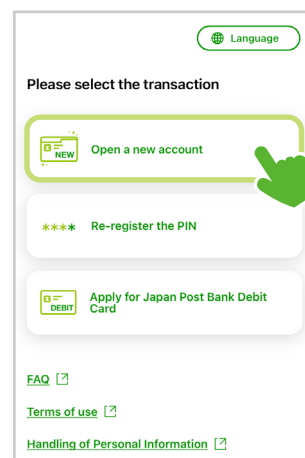 Language
Please select the transaction
NEW
Open a new account
****
Re-register the PIN
DEBIT
Apply for Japan Post Bank Debit
Card
FAQ
Terms of use
Handling of Personal Information